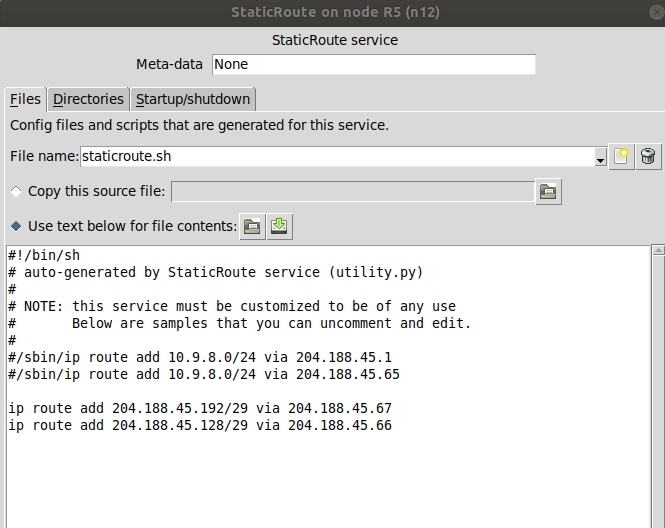 StaticRoute on node R5 (n12)
StaticRoute service
Meta-data None
Files Directories Startup/shutdown
Config files and scripts that are generated for this service.
File name: staticroute.sh
Copy this source file:
Use text below for file contents:
#!/bin/sh
# auto-generated by StaticRoute service (utility.py)
#
# NOTE: this service must be customized to be of any use
#       Below are samples that you can uncomment and edit.
#
#/sbin/ip route add 10.9.8.0/24 via 204.188.45.1
#/sbin/ip route add 10.9.8.0/24 via 204.188.45.65
ip route add 204.188.45.192/29 via 204.188.45.67
ip route add 204.188.45.128/29 via 204.188.45.66